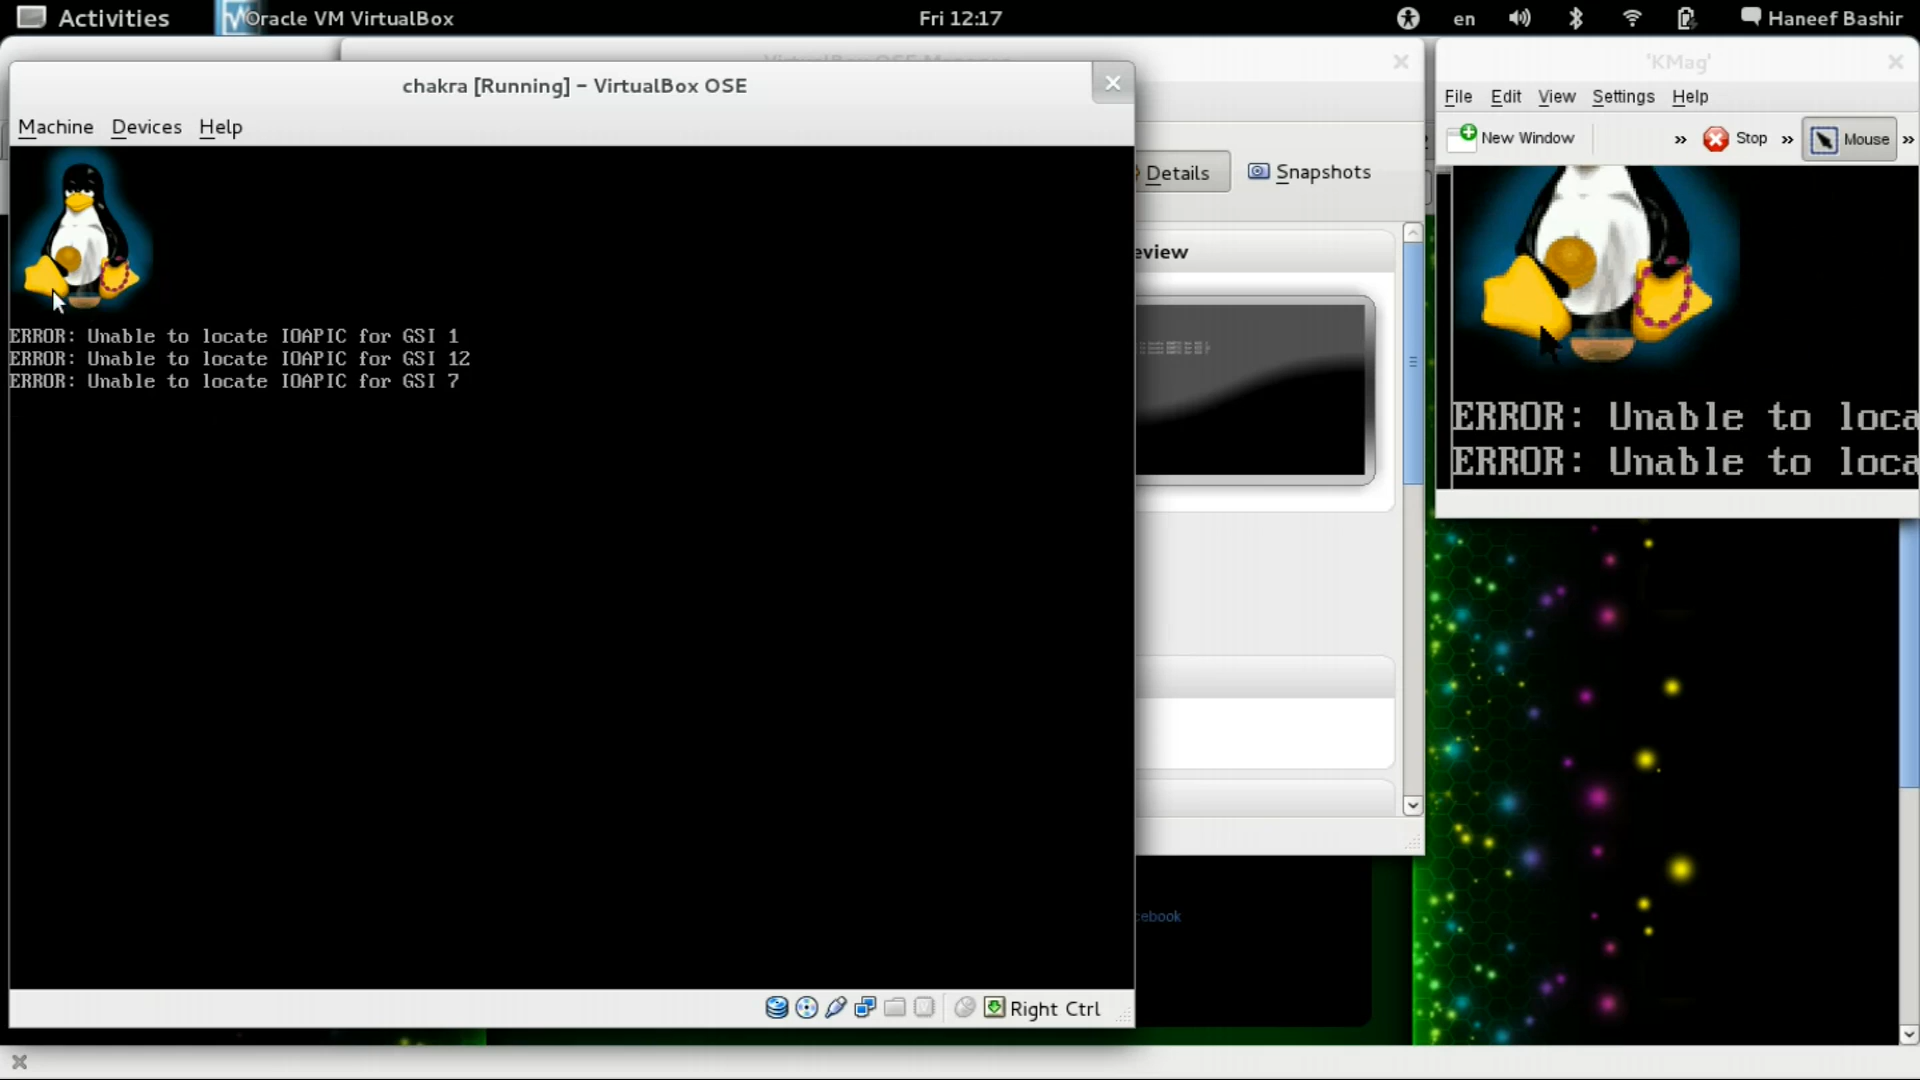 Activities
Oracle VM VirtualBox
Fri 12:17
en
Haneef Bashir
chakra [Running] – VirtualBox OSE
Machine Devices Help
ERROR: Unable to locate IOAPIC for GSI 1
ERROR: Unable to locate IOAPIC for GSI 12
ERROR: Unable to locate IOAPIC for GSI 7
Right Ctrl
Details
Snapshots
eview
cebook
'KMag'
File Edit View Settings Help
New Window » Stop » Mouse »
ERROR: Unable to loca
ERROR: Unable to loca